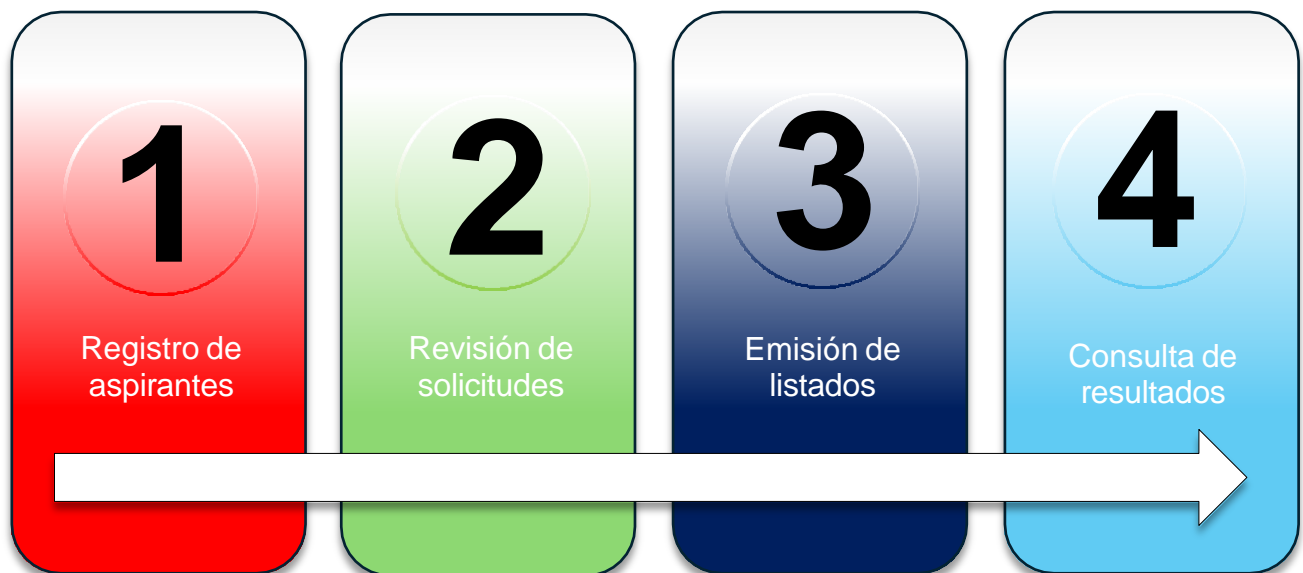 1
Registro de
aspirantes
2
Revisión de
solicitudes
3
Emisión de
listados
4
Consulta de
resultados